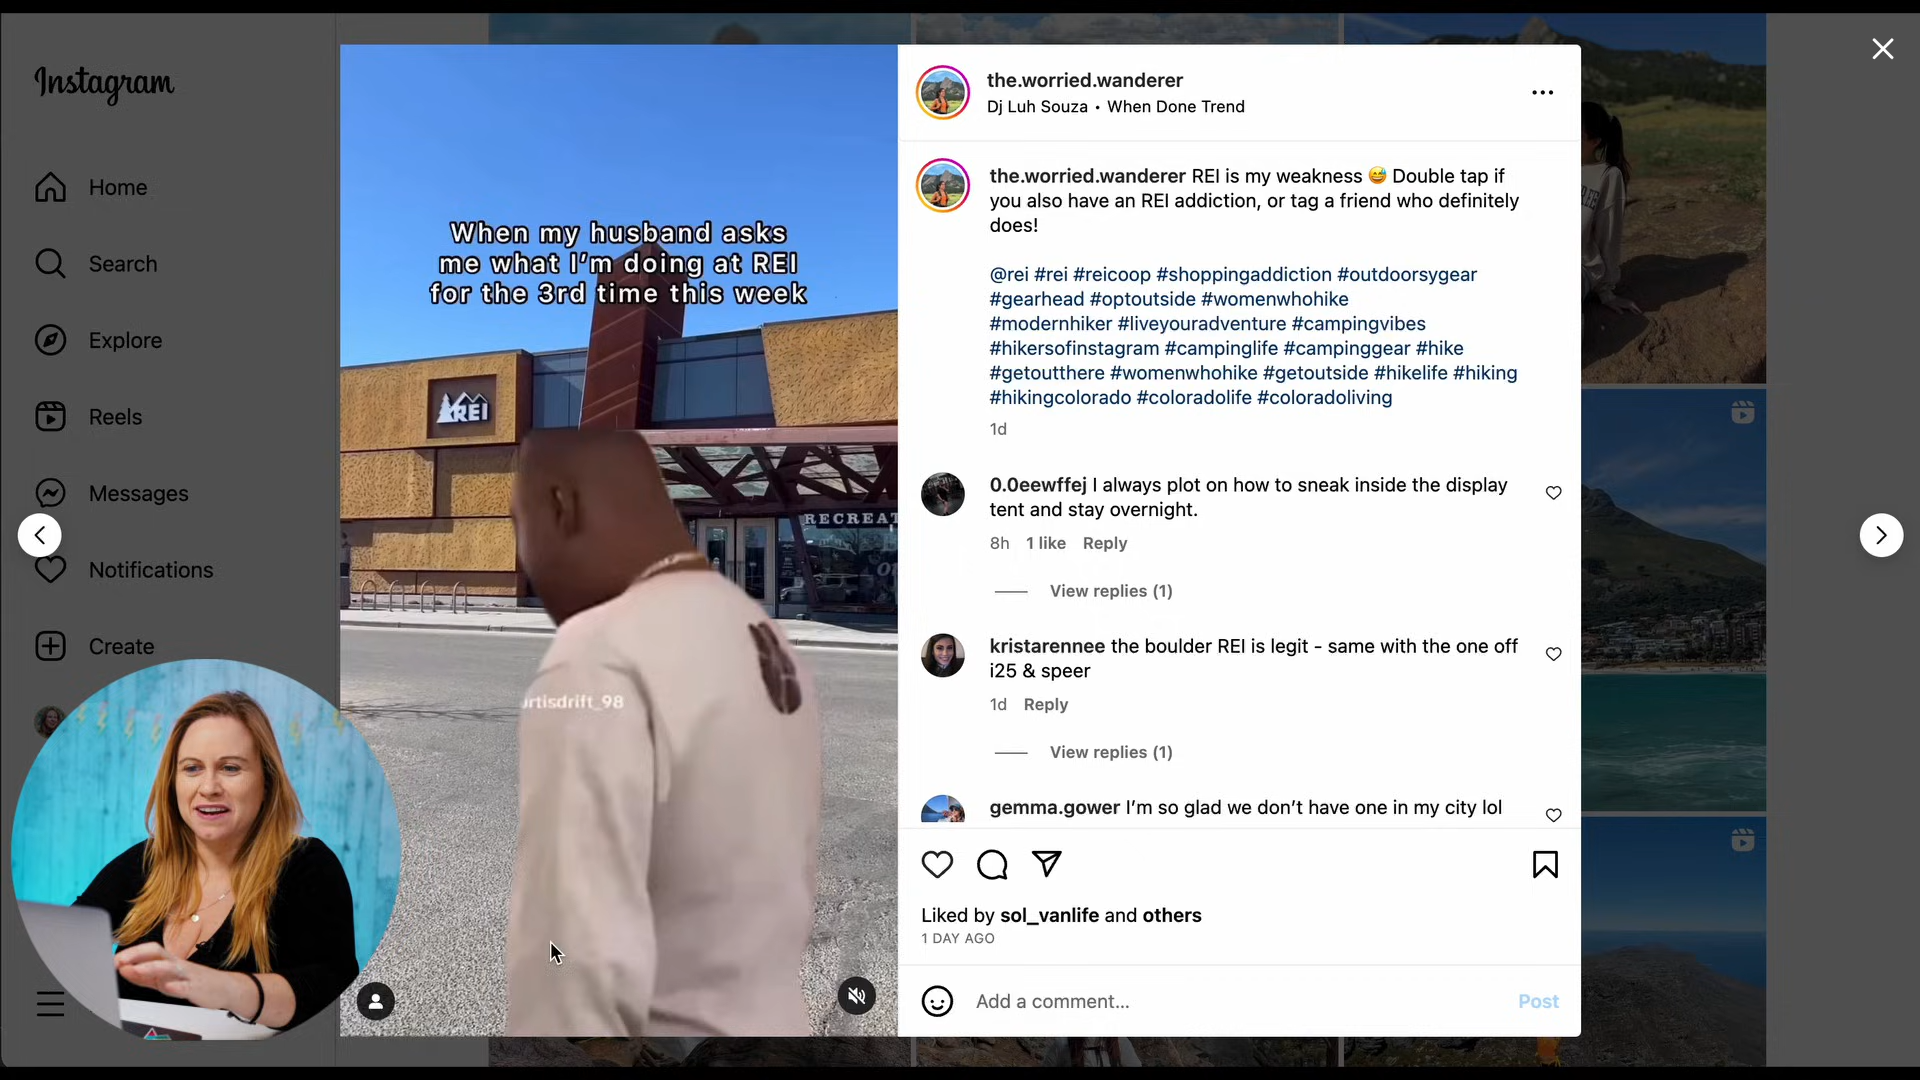 Instagram
Home
Search
Explore
Reels
Messages
Notifications
Create
When my husband asks
me what I'm doing at REI
for the 3rd time this week
REI
RECREAT
urtisdrift_98
the.worried.wanderer
Dj Luh Souza • When Done Trend
the.worried.wanderer REI is my weakness 😅 Double tap if
you also have an REI addiction, or tag a friend who definitely
does!
@rei #rei #reicoop #shoppingaddiction #outdoorsygear
#gearhead #optoutside #womenwhohike
#modernhiker #liveyouradventure #campingvibes
#hikersofinstagram #campinglife #campinggear #hike
#getoutthere #womenwhohike #getoutside #hikelife #hiking
#hikingcolorado #coloradolife #coloradoliving
1d
0.0eewffej I always plot on how to sneak inside the display
tent and stay overnight.
8h 1 like Reply
View replies (1)
kristarennee the boulder REI is legit - same with the one off
i25 & speer
1d Reply
View replies (1)
gemma.gower I'm so glad we don't have one in my city lol
Liked by sol_vanlife and others
1 DAY AGO
Add a comment...
Post